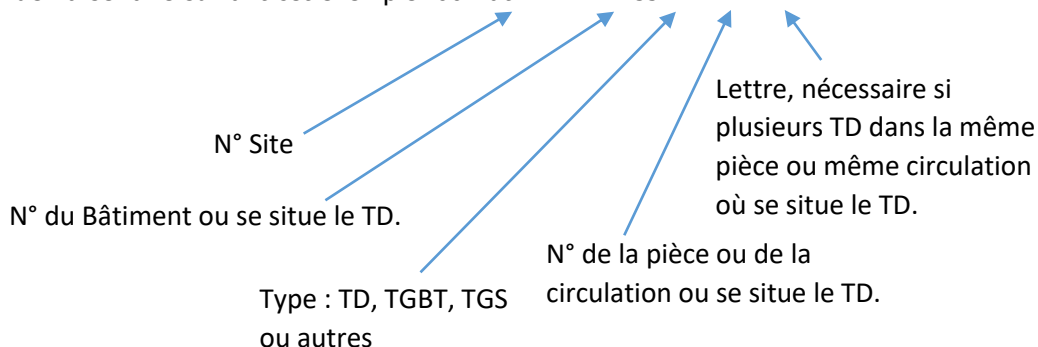 Lettre, nécessaire si
plusieurs TD dans la même
pièce ou même circulation
où se situe le TD.
N° Site
N° du Bâtiment ou se situe le TD.
N° de la pièce ou de la
circulation ou se situe le TD.
Type : TD, TGBT, TGS
ou autres